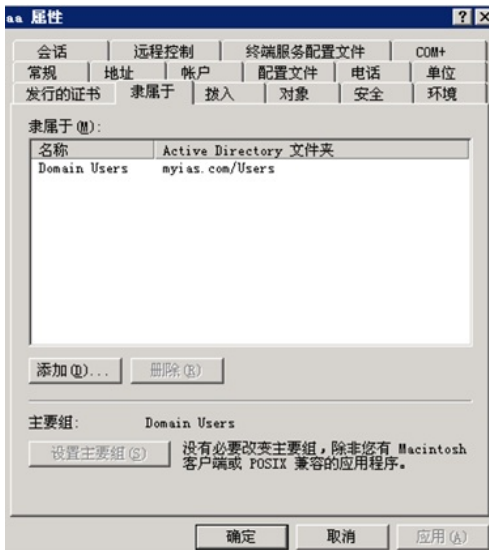 aa 属性
会话 远程控制 终端服务配置文件 COM+
常规 地址 帐户 配置文件 电话 单位
发行的证书 隶属于 拨入 对象 安全 环境
隶属于(M):
名称 Active Directory 文件夹
Domain Users myias.com/Users
添加(D)... 删除(R)
主要组: Domain Users
设置主要组(S) 没有必要改变主要组，除非您有 Macintosh
客户端或 POSIX 兼容的应用程序。
确定 取消 应用(A)